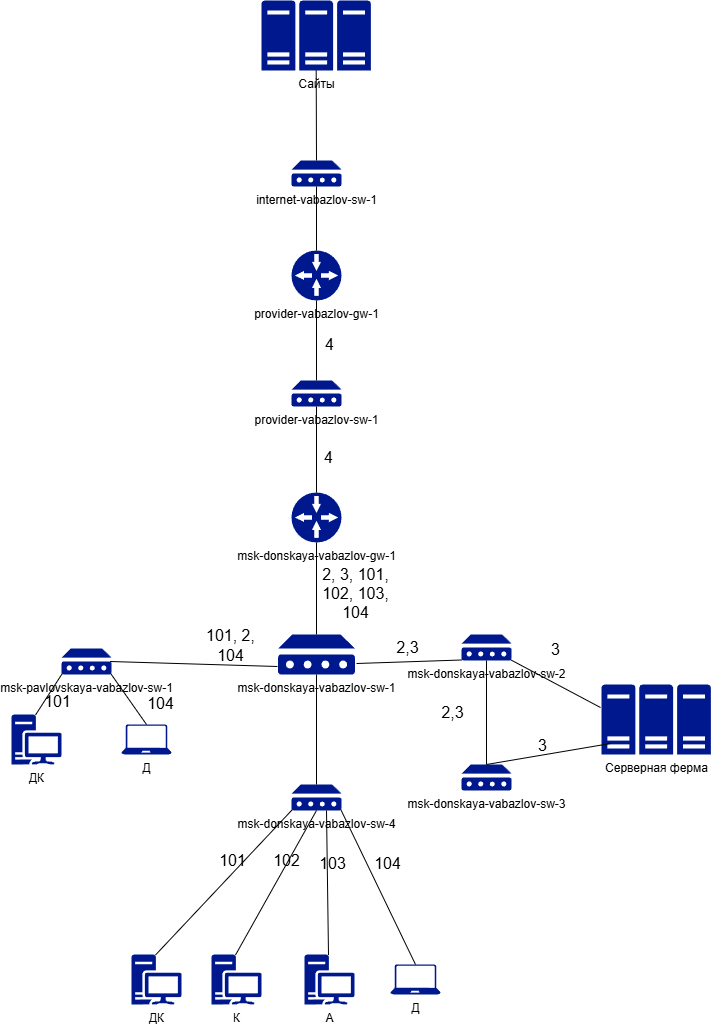 Сайты
internet-vabazlov-sw-1
provider-vabazlov-gw-1
4
provider-vabazlov-sw-1
4
msk-donskaya-vabazlov-gw-1
2, 3, 101,
102, 103,
104
101, 2,
104
2,3
3
msk-pavlovskaya-vabazlov-sw-1
msk-donskaya-vabazlov-sw-1
msk-donskaya-vabazlov-sw-2
101
104
2,3
3
ДК
Д
Серверная ферма
msk-donskaya-vabazlov-sw-3
msk-donskaya-vabazlov-sw-4
101
102
103
104
ДК
К
А
Д